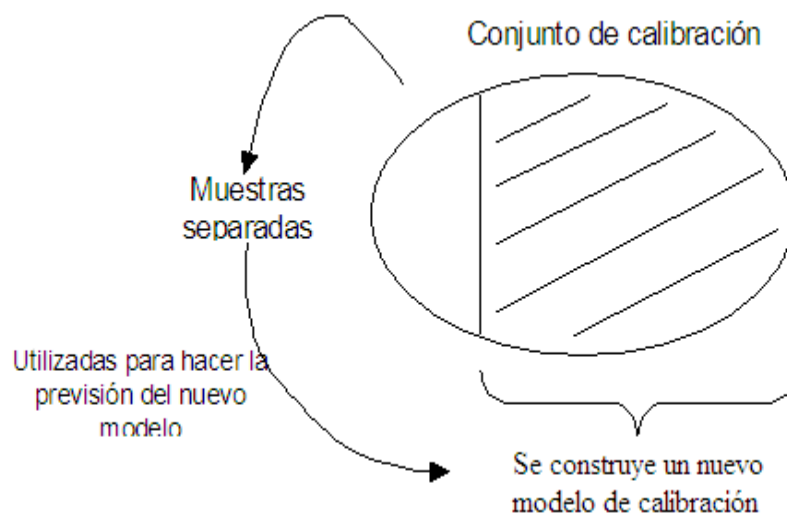 Conjunto de calibración
Muestras
separadas
Utilizadas para hacer la
previsión del nuevo
modelo
Se construye un nuevo
modelo de calibración